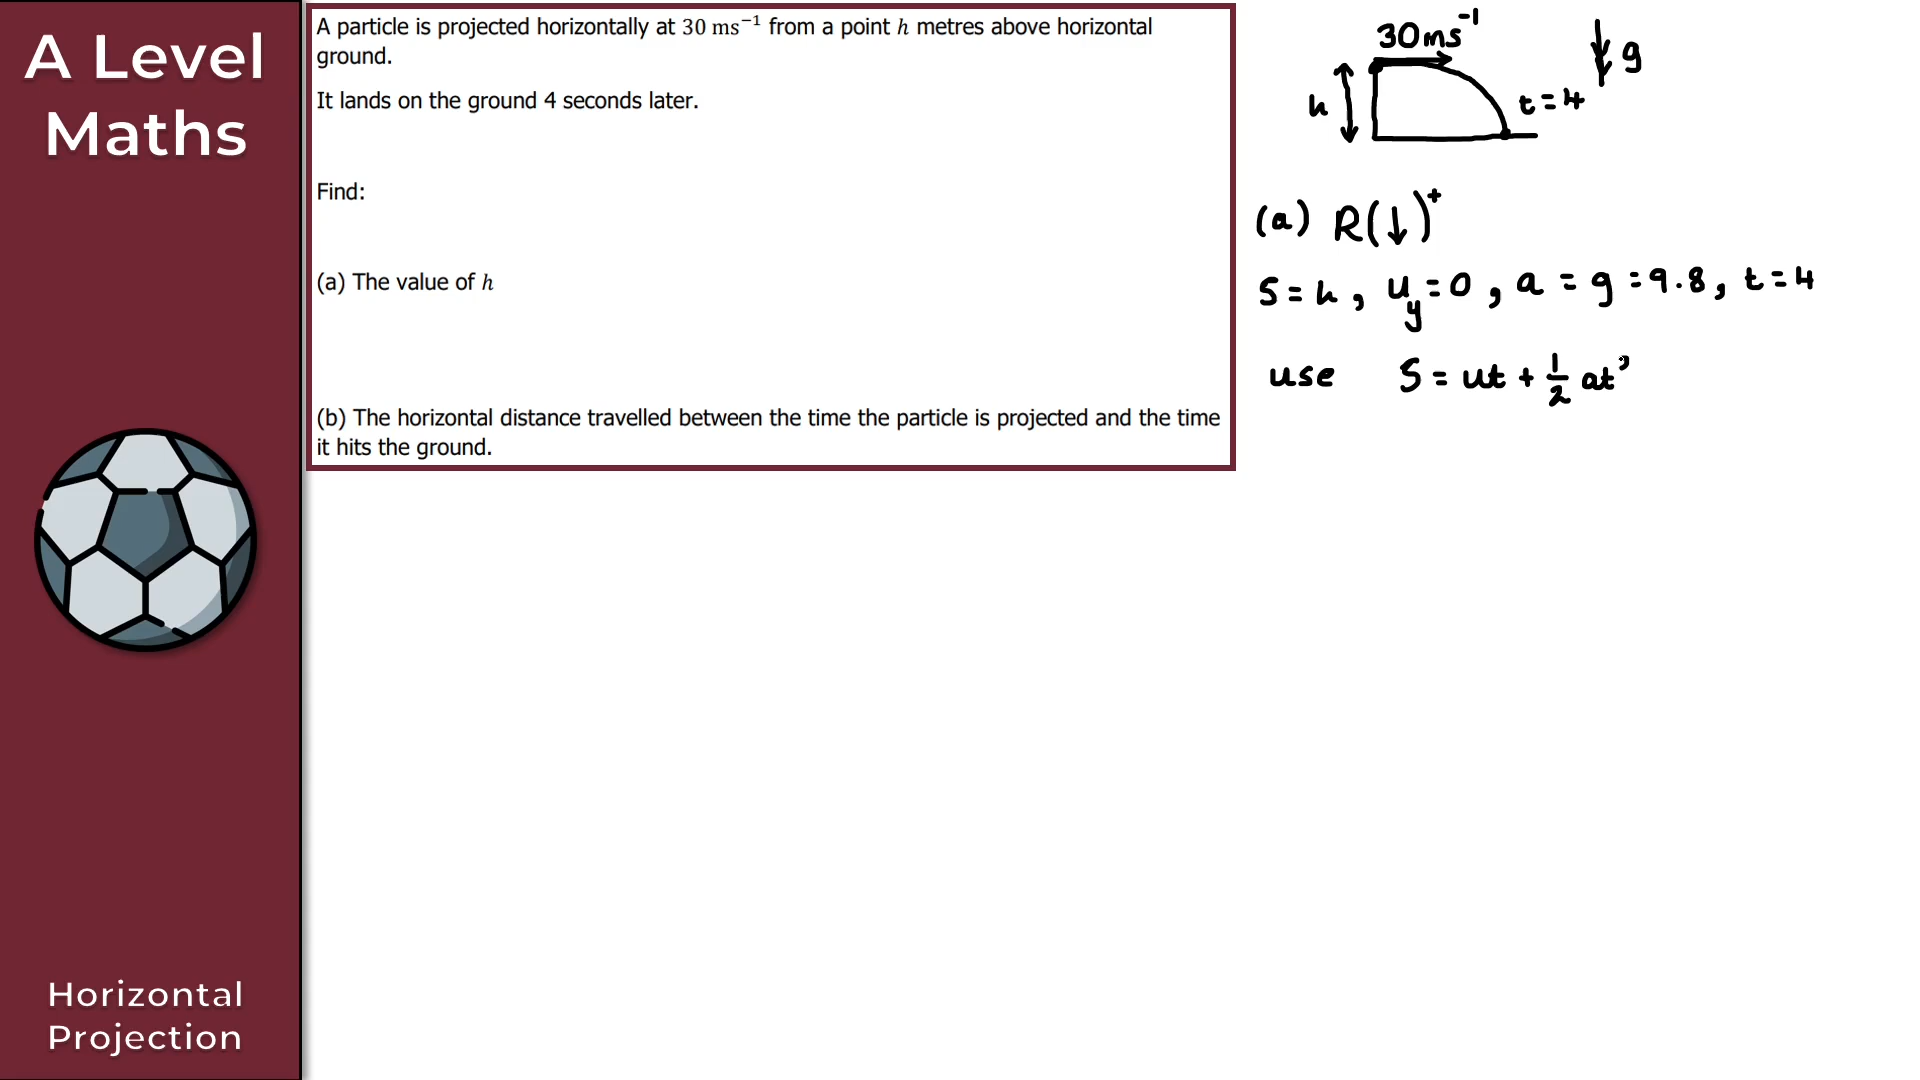 A Level
Maths
A particle is projected horizontally at 30 ms⁻¹ from a point h metres above horizontal
ground.
It lands on the ground 4 seconds later.
Find:
(a) The value of h
(b) The horizontal distance travelled between the time the particle is projected and the time
it hits the ground.
30ms⁻¹
g
h
t=4
(a) R(↓)⁺
S=h, u_y=0, a=g=9.8, t=4
use S=ut+½at²
Horizontal
Projection